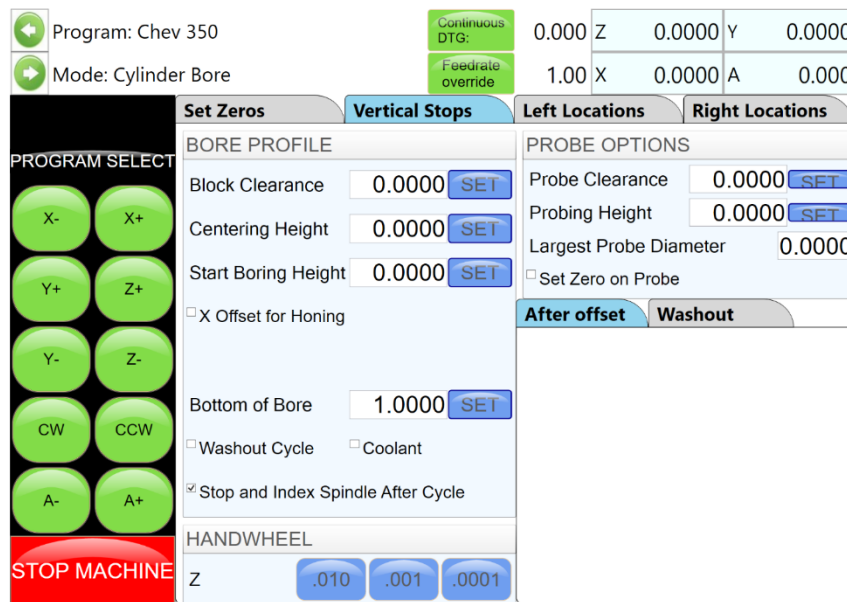 Program: Chev 350
Continuous DTG:
0.000 Z 0.0000 Y 0.0000
Mode: Cylinder Bore
Feedrate override
1.00 X 0.0000 A 0.000
Set Zeros Vertical Stops Left Locations Right Locations
PROGRAM SELECT
X- X+
Y+ Z+
Y- Z-
CW CCW
A- A+
STOP MACHINE
BORE PROFILE
Block Clearance 0.0000 SET
Centering Height 0.0000 SET
Start Boring Height 0.0000 SET
X Offset for Honing
Bottom of Bore 1.0000 SET
Washout Cycle Coolant
Stop and Index Spindle After Cycle
HANDWHEEL
Z .010 .001 .0001
PROBE OPTIONS
Probe Clearance 0.0000 SET
Probing Height 0.0000 SET
Largest Probe Diameter 0.0000
Set Zero on Probe
After offset Washout